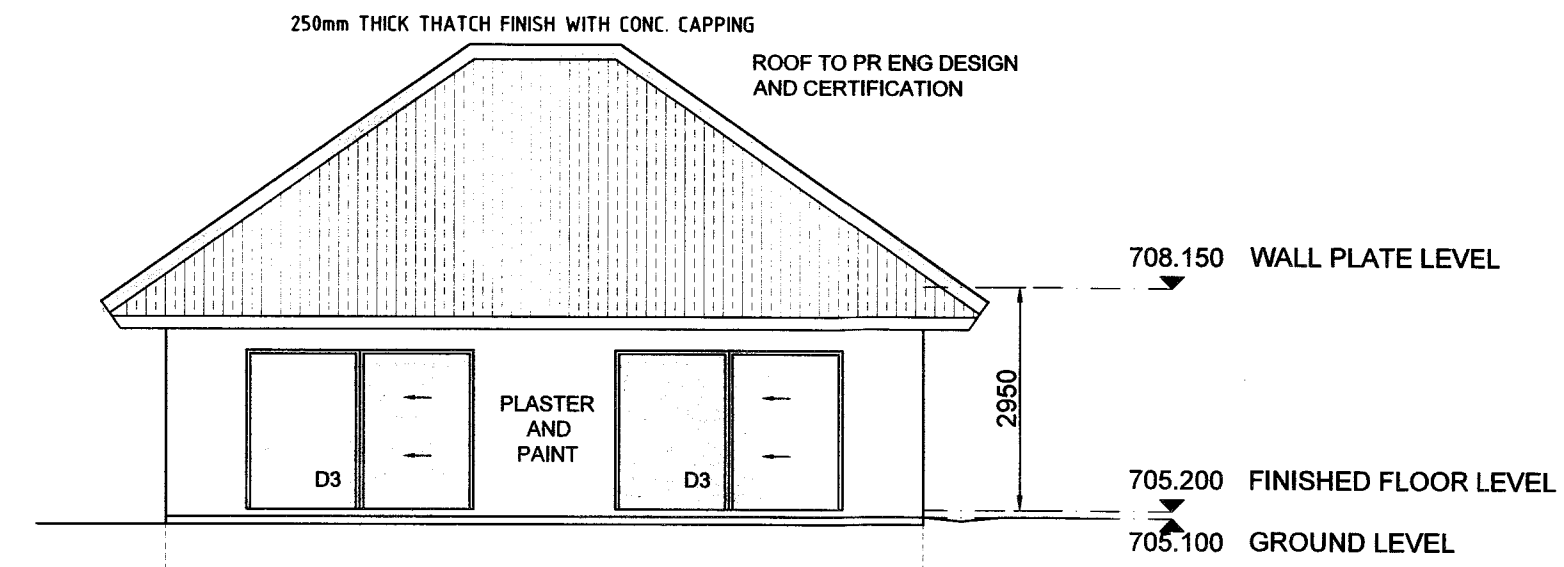 250mm THICK THATCH FINISH WITH CONC. CAPPING
ROOF TO PR ENG DESIGN
AND CERTIFICATION
708.150 WALL PLATE LEVEL
2950
PLASTER
AND
PAINT
D3
D3
705.200 FINISHED FLOOR LEVEL
705.100 GROUND LEVEL